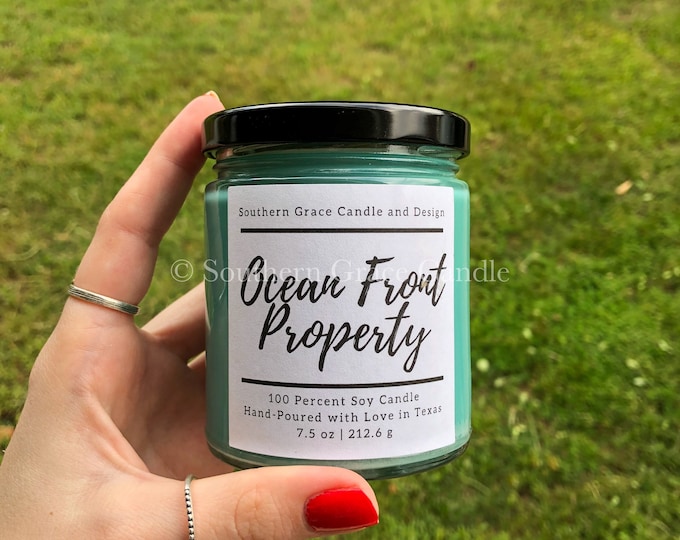 Southern Grace Candle and Design
© Southern Grace Candle
Ocean Front
Property
100 Percent Soy Candle
Hand-Poured with Love in Texas
7.5 oz | 212.6 g